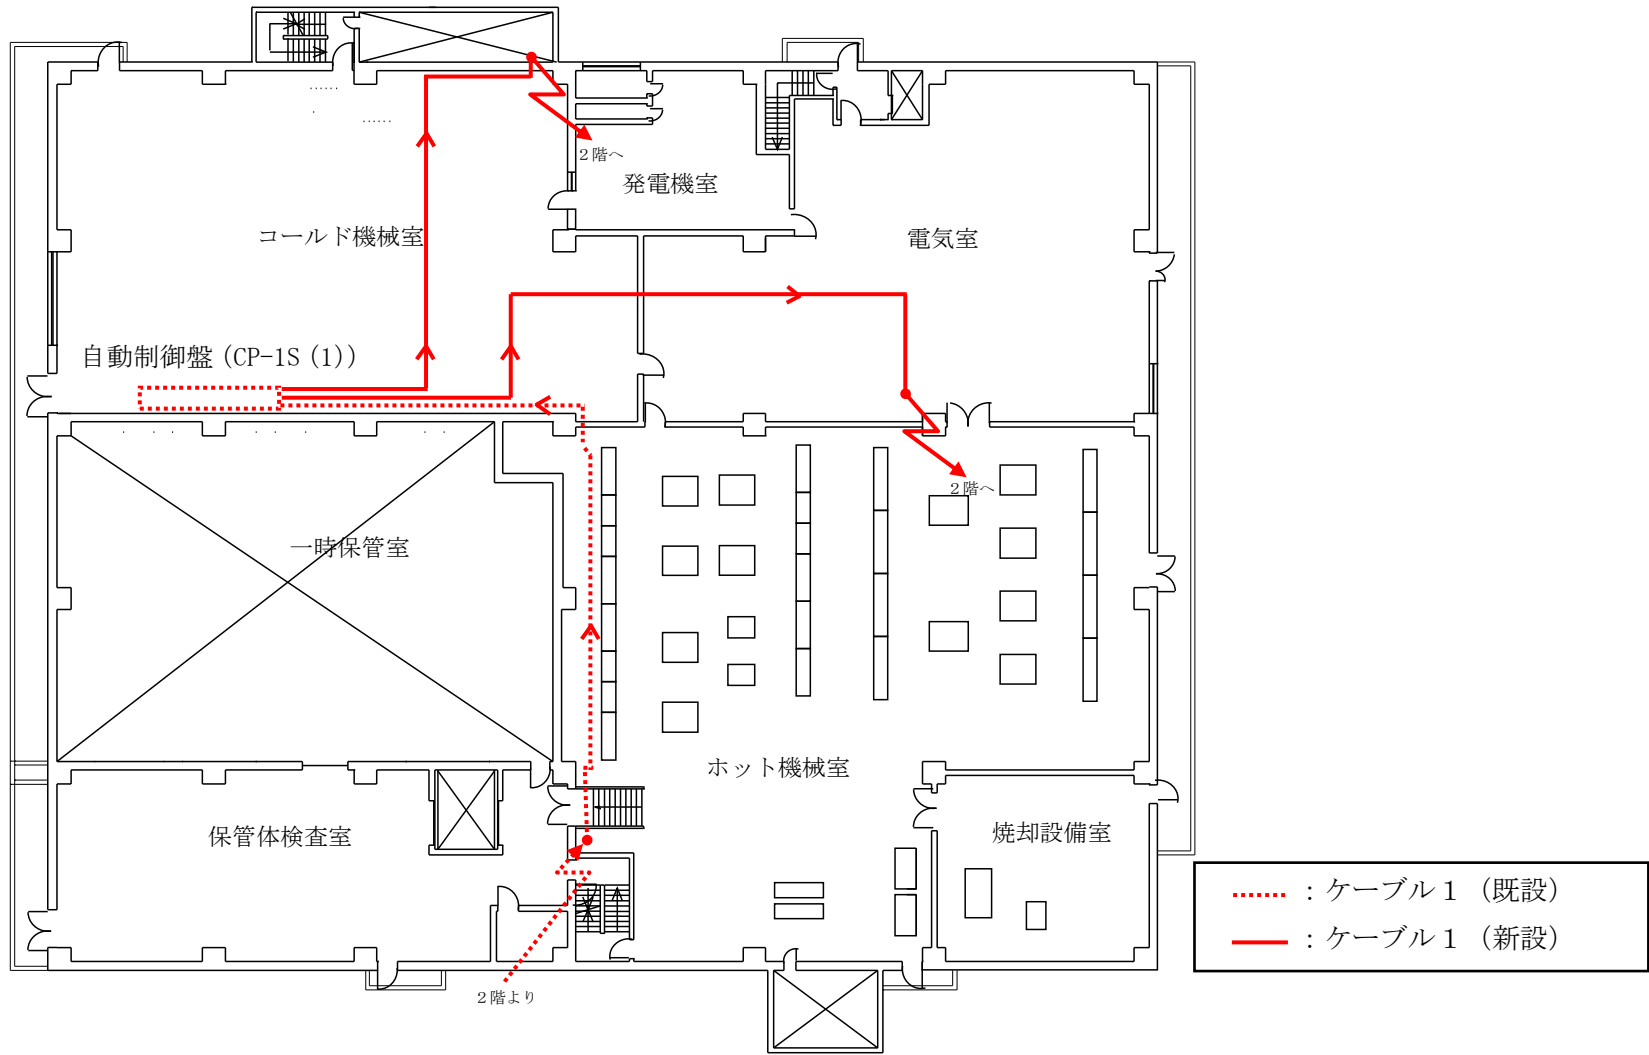 2階へ
発電機室
コールド機械室
電気室
自動制御盤(CP-1S(1))
2階へ
一時保管室
ホット機械室
保管体検査室
焼却設備室
:ケーブル1 (既設)
:ケーブル1 (新設)
2階より